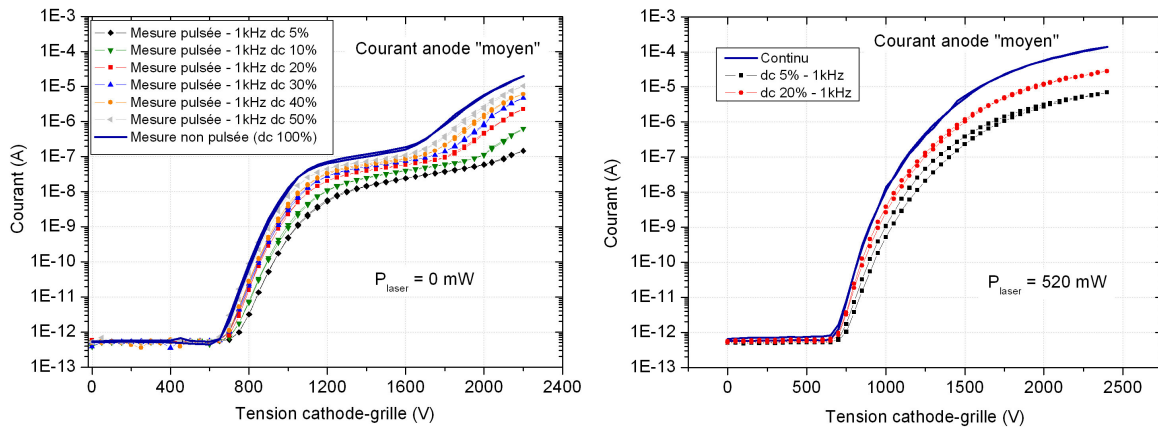 Mesure pulsée - 1kHz dc 5%
Mesure pulsée - 1kHz dc 10%
Mesure pulsée - 1kHz dc 20%
Mesure pulsée - 1kHz dc 30%
Mesure pulsée - 1kHz dc 40%
Mesure pulsée - 1kHz dc 50%
Mesure non pulsée (dc 100%)
Courant anode "moyen"
P laser = 0 mW
1E-3
1E-4
1E-5
1E-6
1E-7
1E-8
1E-9
1E-10
1E-11
1E-12
1E-13
Courant (A)
0 400 800 1200 1600 2000 2400
Tension cathode-grille (V)
Courant anode "moyen"
Continu
dc 5% - 1kHz
dc 20% - 1kHz
P laser = 520 mW
1E-3
1E-4
1E-5
1E-6
1E-7
1E-8
1E-9
1E-10
1E-11
1E-12
1E-13
Courant (A)
0 500 1000 1500 2000 2500
Tension cathode-grille (V)